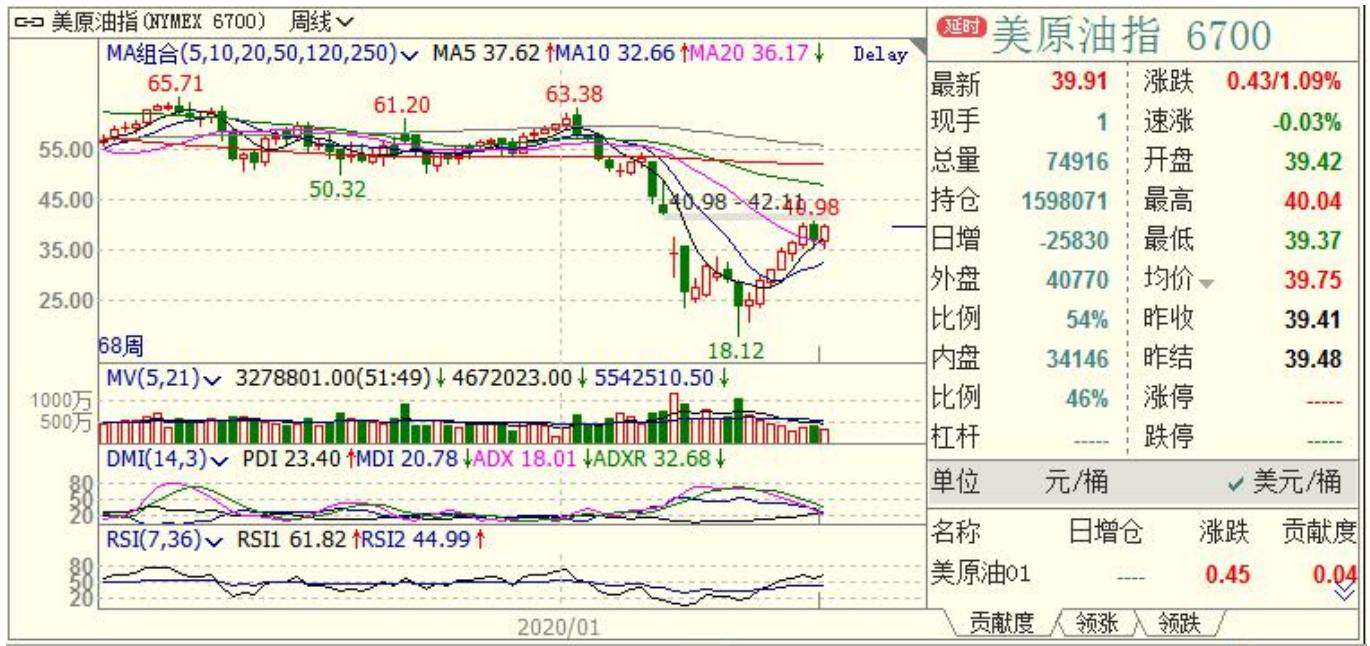 美原油指(NYMEX 6700) 周线
MA组合(5,10,20,50,120,250) MA5 37.62 ↑MA10 32.66 ↑MA20 36.17 ↓ Delay
65.71
61.20
63.38
55.00
50.32
45.00
40.98 - 42.11
40.98
35.00
25.00
68周
18.12
MV(5,21) 3278801.00(51:49)↓4672023.00↓5542510.50↓
1000万
500万
DMI(14,3) PDI 23.40 ↑MDI 20.78 ↓ADX 18.01 ↓ADXR 32.68 ↓
80
50
20
RSI(7,36) RSI1 61.82 ↑RSI2 44.99 ↑
80
50
20
2020/01
延时 美原油指 6700
最新 39.91 涨跌 0.43/1.09%
现手 1 速涨 -0.03%
总量 74916 开盘 39.42
持仓 1598071 最高 40.04
日增 -25830 最低 39.37
外盘 40770 均价 39.75
比例 54% 昨收 39.41
内盘 34146 昨结 39.48
比例 46% 涨停 -----
杠杆 ----- 跌停 -----
单位 元/桶 ✓ 美元/桶
名称 日增仓 涨跌 贡献度
美原油01 ---- 0.45 0.04
贡献度 领涨 领跌